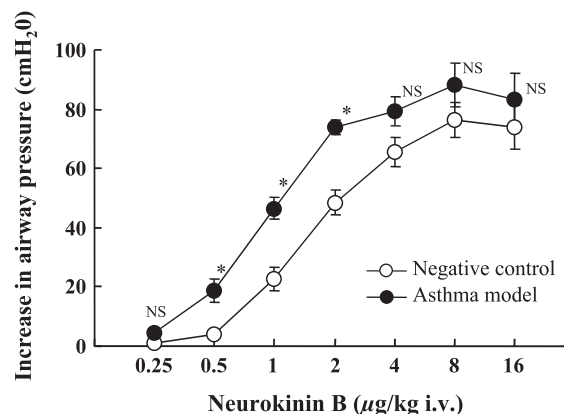 Increase in airway pressure (cmH20)
100
80
60
40
20
0
NS
*
*
*
NS
NS
NS
Negative control
Asthma model
0.25 0.5 1 2 4 8 16
Neurokinin B (µg/kg i.v.)